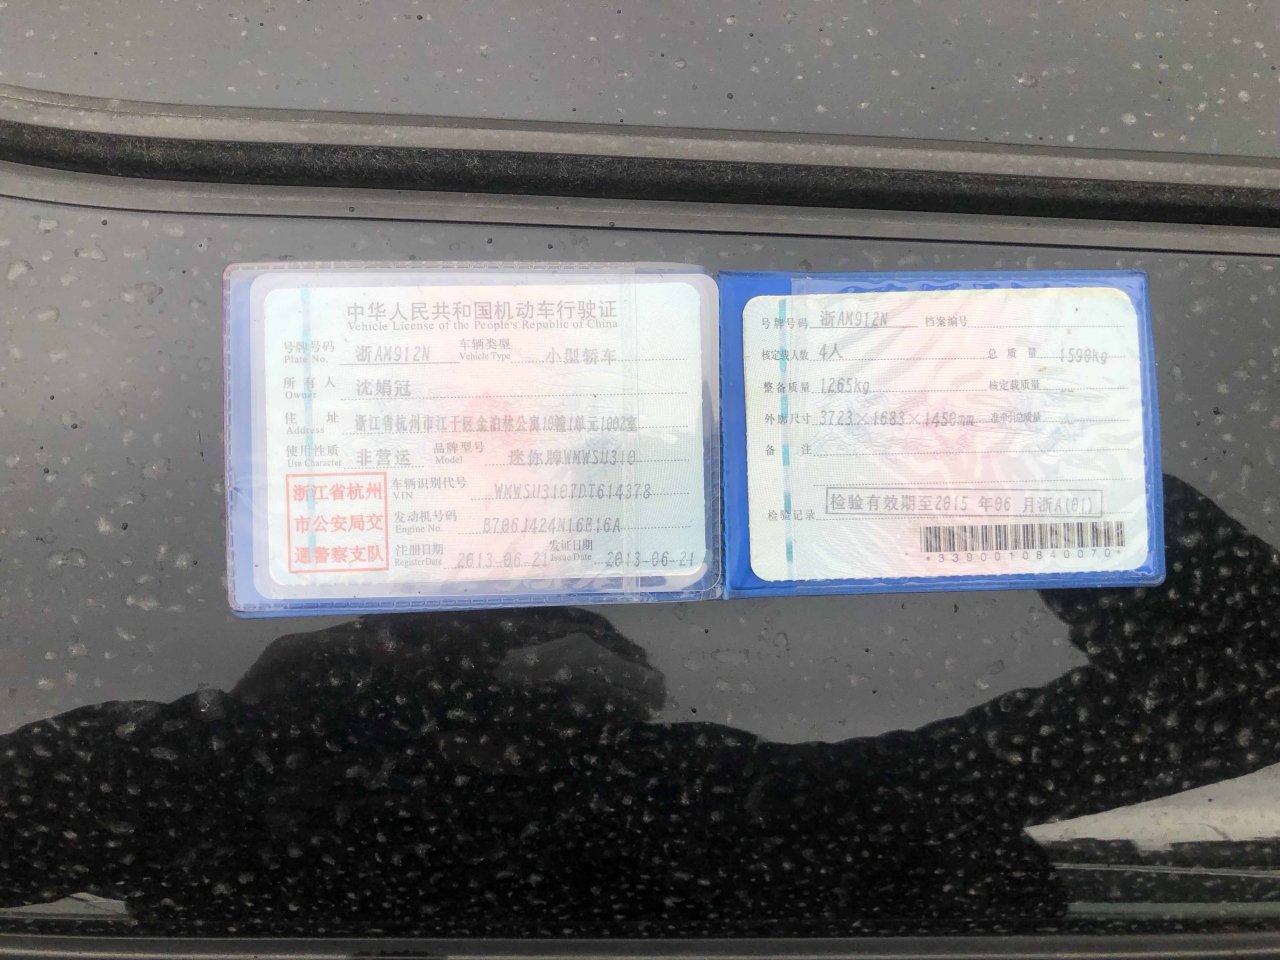 中华人民共和国机动车行驶证
Vehicle License of the People's Republic of China
号牌号码 Plate No. 浙AM912N 车辆类型 Vehicle Type 小型轿车
所有人 Owner 沈娟冠
住址 Address 浙江省杭州市江干区金泊林公寓10幢1单元1002室
使用性质 Use Character 非营运 品牌型号 Model 迷你牌WMWSU310
浙江省杭州市公安局交通警察支队
车辆识别代号 VIN WMWSU3107DT614378
发动机号码 Engine No. B706J424N16B16A
注册日期 Register Date 2013-06-21 发证日期 Issue Date 2013-06-21
号牌号码 浙AM912N 档案编号
核定载人数 4人 总质量 1590kg
整备质量 1265kg 核定载质量 --
外廓尺寸 3723×1683×1450mm 准牵引总质量
备注
检验记录 检验有效期至2015 年06 月浙A(01)
*3390010840070*